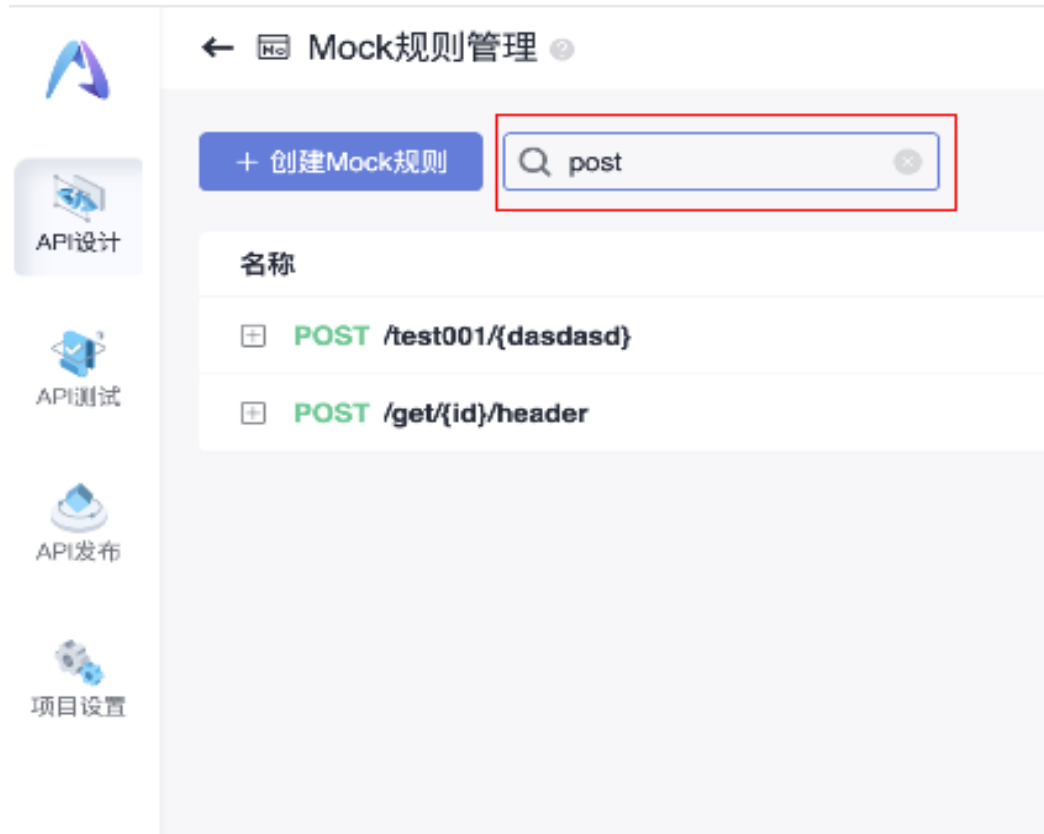 Mock规则管理
+ 创建Mock规则
post
API设计
名称
POST /test001/{dasdasd}
API测试
POST /get/{id}/header
API发布
项目设置